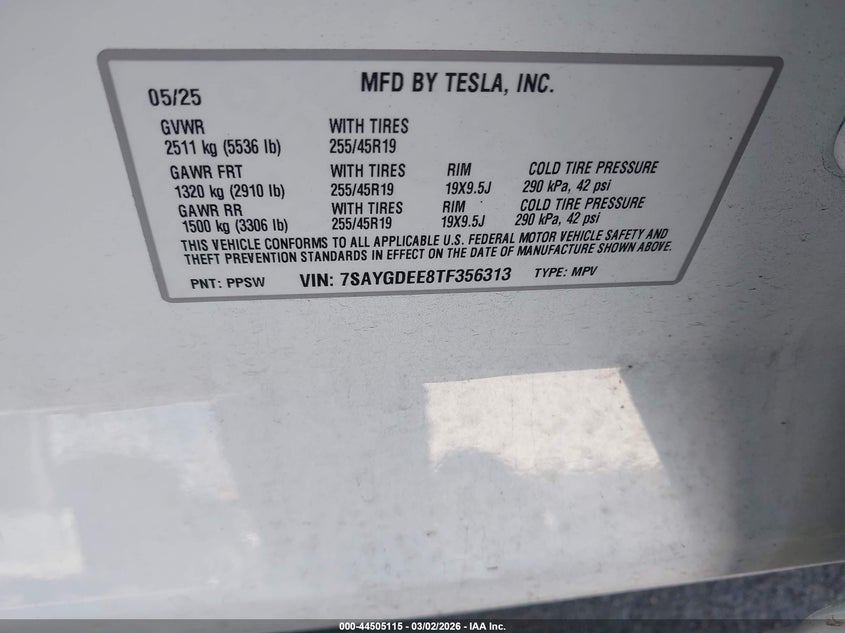 MFD BY TESLA, INC.
05/25
GVWR WITH TIRES
2511 kg (5536 lb) 255/45R19
GAWR FRT WITH TIRES RIM COLD TIRE PRESSURE
1320 kg (2910 lb) 255/45R19 19X9.5J 290 kPa, 42 psi
GAWR RR WITH TIRES RIM COLD TIRE PRESSURE
1500 kg (3306 lb) 255/45R19 19X9.5J 290 kPa, 42 psi
THIS VEHICLE CONFORMS TO ALL APPLICABLE U.S. FEDERAL MOTOR VEHICLE SAFETY AND
THEFT PREVENTION STANDARDS IN EFFECT ON THE DATE OF MANUFACTURE SHOWN ABOVE.
PNT: PPSW VIN: 7SAYGDEE8TF356313 TYPE: MPV
000-44505115 - 03/02/2026 - IAA Inc.